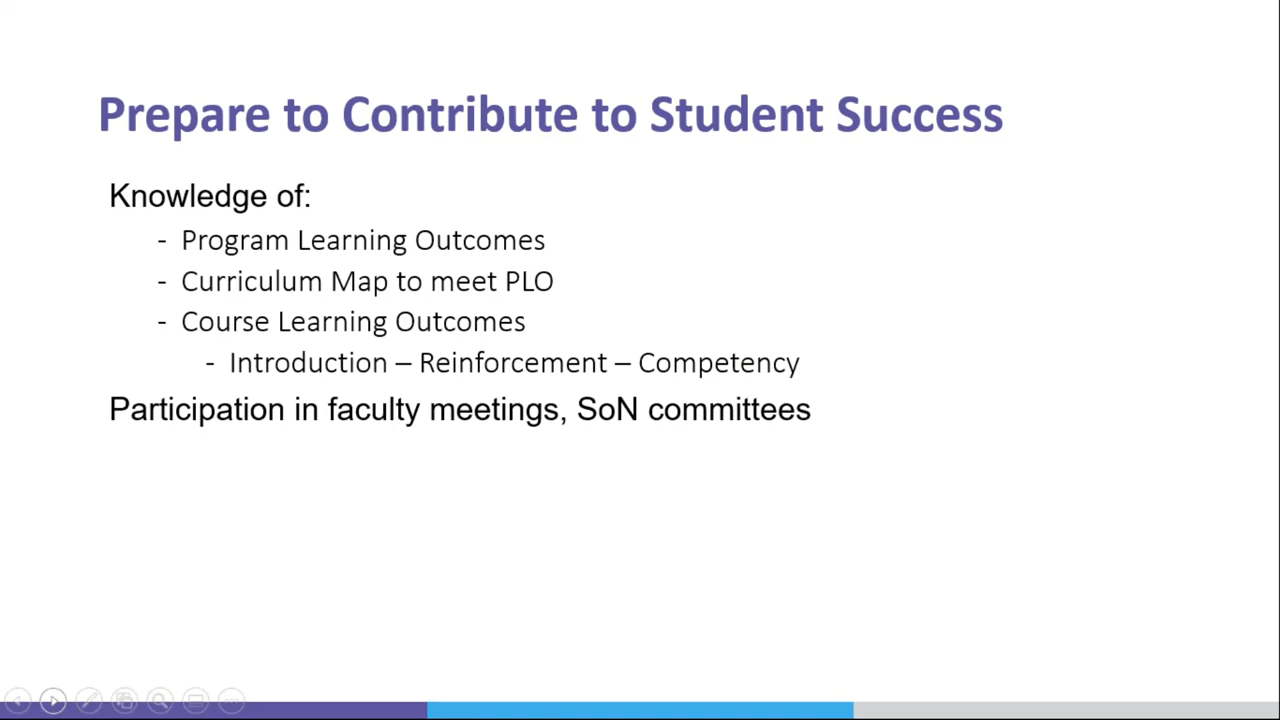 Prepare to Contribute to Student Success
Knowledge of:
- Program Learning Outcomes
- Curriculum Map to meet PLO
- Course Learning Outcomes
- Introduction – Reinforcement – Competency
Participation in faculty meetings, SoN committees